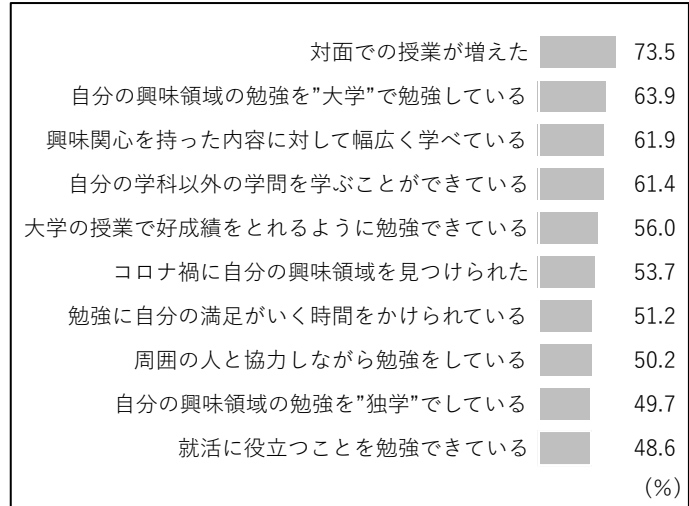 対面での授業が増えた 73.5
自分の興味領域の勉強を”大学”で勉強している 63.9
興味関心を持った内容に対して幅広く学べている 61.9
自分の学科以外の学問を学ぶことができている 61.4
大学の授業で好成績をとれるように勉強できている 56.0
コロナ禍に自分の興味領域を見つけられた 53.7
勉強に自分の満足がいく時間をかけられている 51.2
周囲の人と協力しながら勉強をしている 50.2
自分の興味領域の勉強を”独学”でしている 49.7
就活に役立つことを勉強できている 48.6
(%)